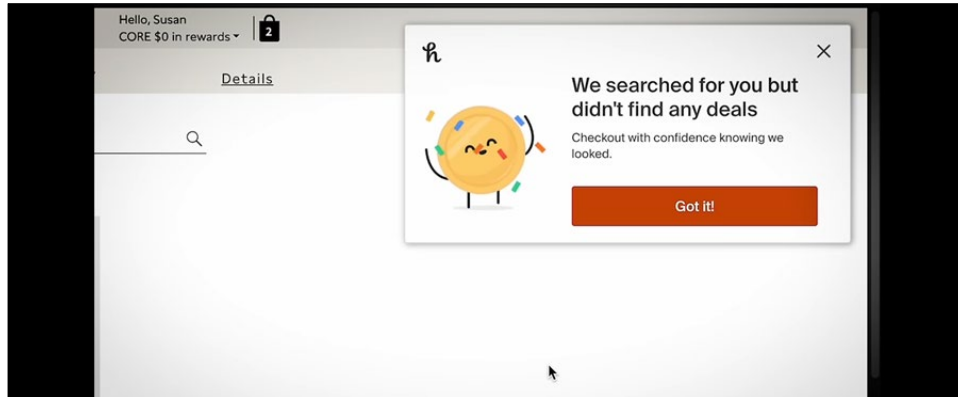 Hello, Susan
CORE $0 in rewards
2
Details
h
We searched for you but
didn't find any deals
Checkout with confidence knowing we
looked.
Got it!